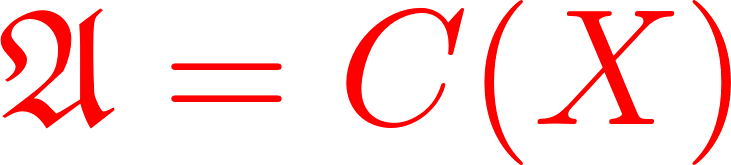 𝔄 = C(X)